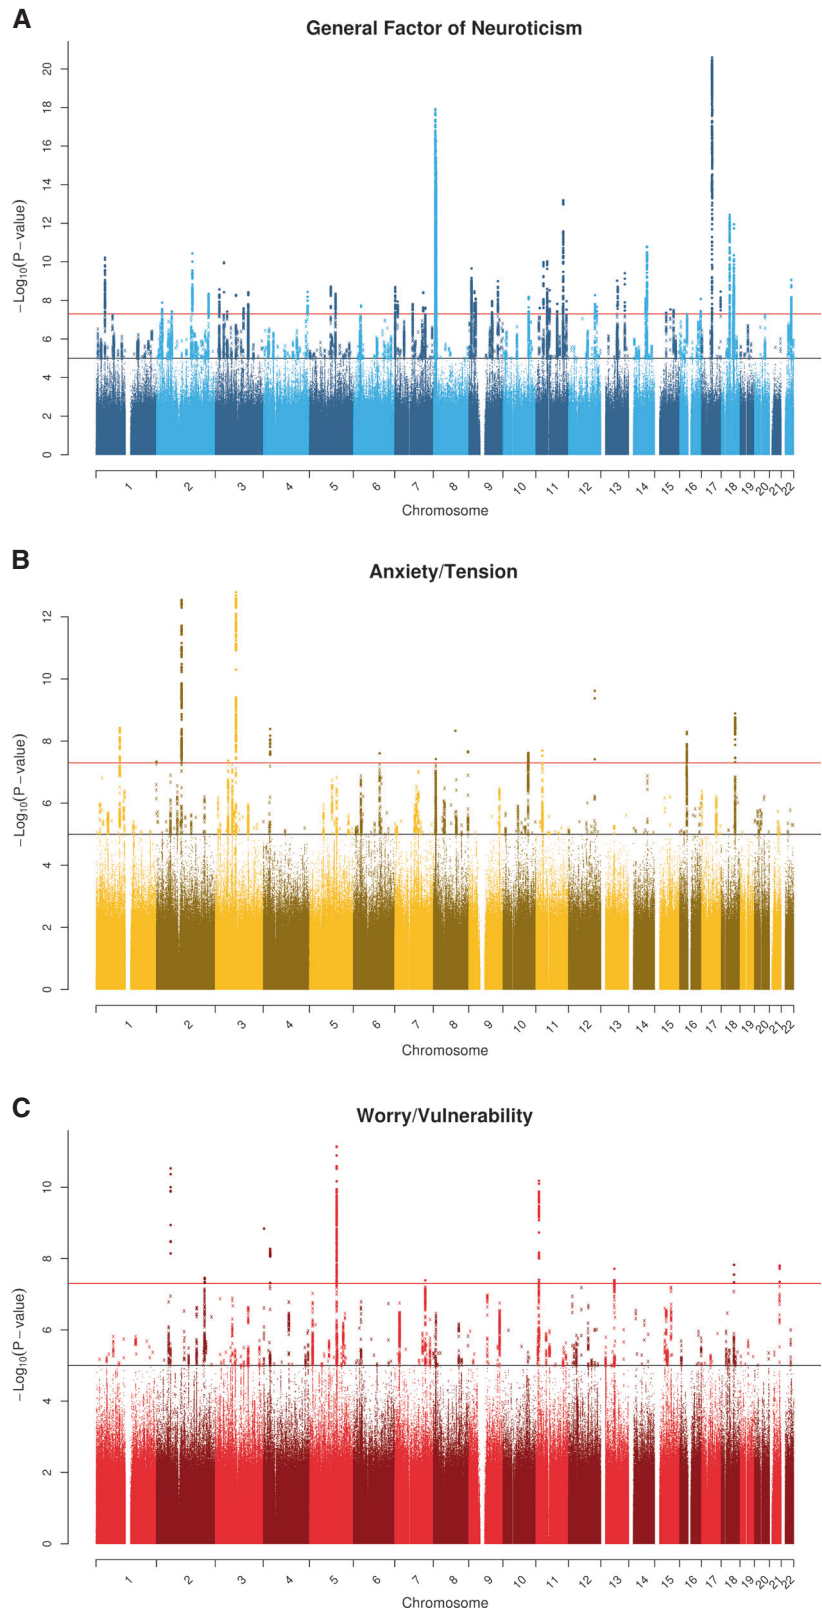 A
General Factor of Neuroticism
−Log10(P−value)
20
18
16
14
12
10
8
6
4
2
0
1 2 3 4 5 6 7 8 9 10 11 12 13 14 15 16 17 18 19 20 21 22
Chromosome
B
Anxiety/Tension
−Log10(P−value)
12
10
8
6
4
2
0
1 2 3 4 5 6 7 8 9 10 11 12 13 14 15 16 17 18 19 20 21 22
Chromosome
C
Worry/Vulnerability
−Log10(P−value)
10
8
6
4
2
0
1 2 3 4 5 6 7 8 9 10 11 12 13 14 15 16 17 18 19 20 21 22
Chromosome